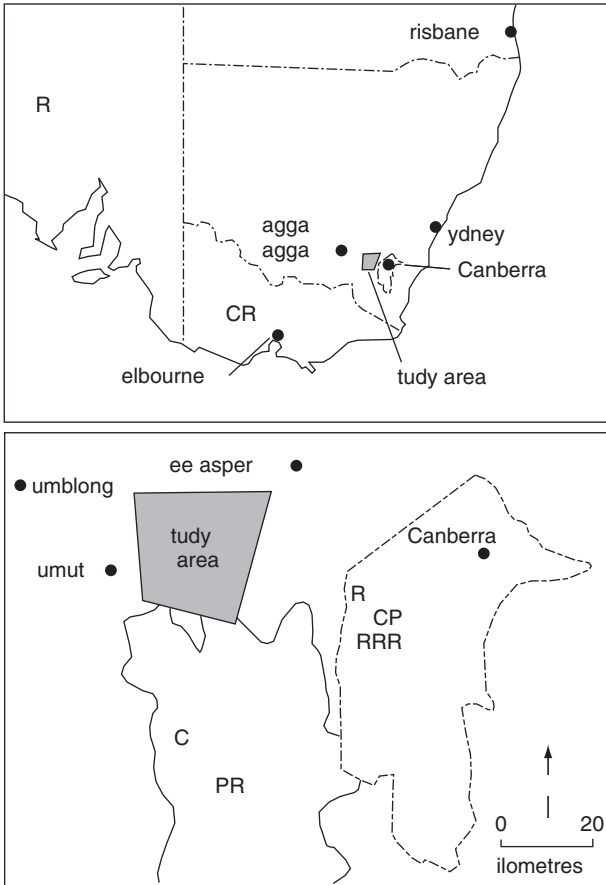 risbane
R
agga
agga
ydney
Canberra
CR
elbourne
tudy area
ee asper
umblong
tudy
area
Canberra
umut
R
CP
RRR
C
PR
0 20
ilometres